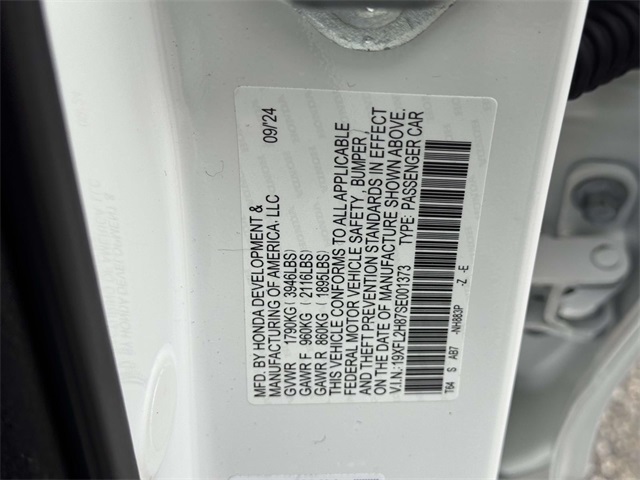 MFD. BY HONDA DEVELOPMENT &
MANUFACTURING OF AMERICA, LLC 09/24
GVWR 1790KG (3946LBS)
GAWR F 960KG (2116LBS)
GAWR R 860KG (1896LBS)
THIS VEHICLE CONFORMS TO ALL APPLICABLE
FEDERAL MOTOR VEHICLE SAFETY, BUMPER,
AND THEFT PREVENTION STANDARDS IN EFFECT
ON THE DATE OF MANUFACTURE SHOWN ABOVE.
V.I.N.:19XFL2H87SE001373 TYPE: PASSENGER CAR
T64 S AB7 -NH883P -Z -E